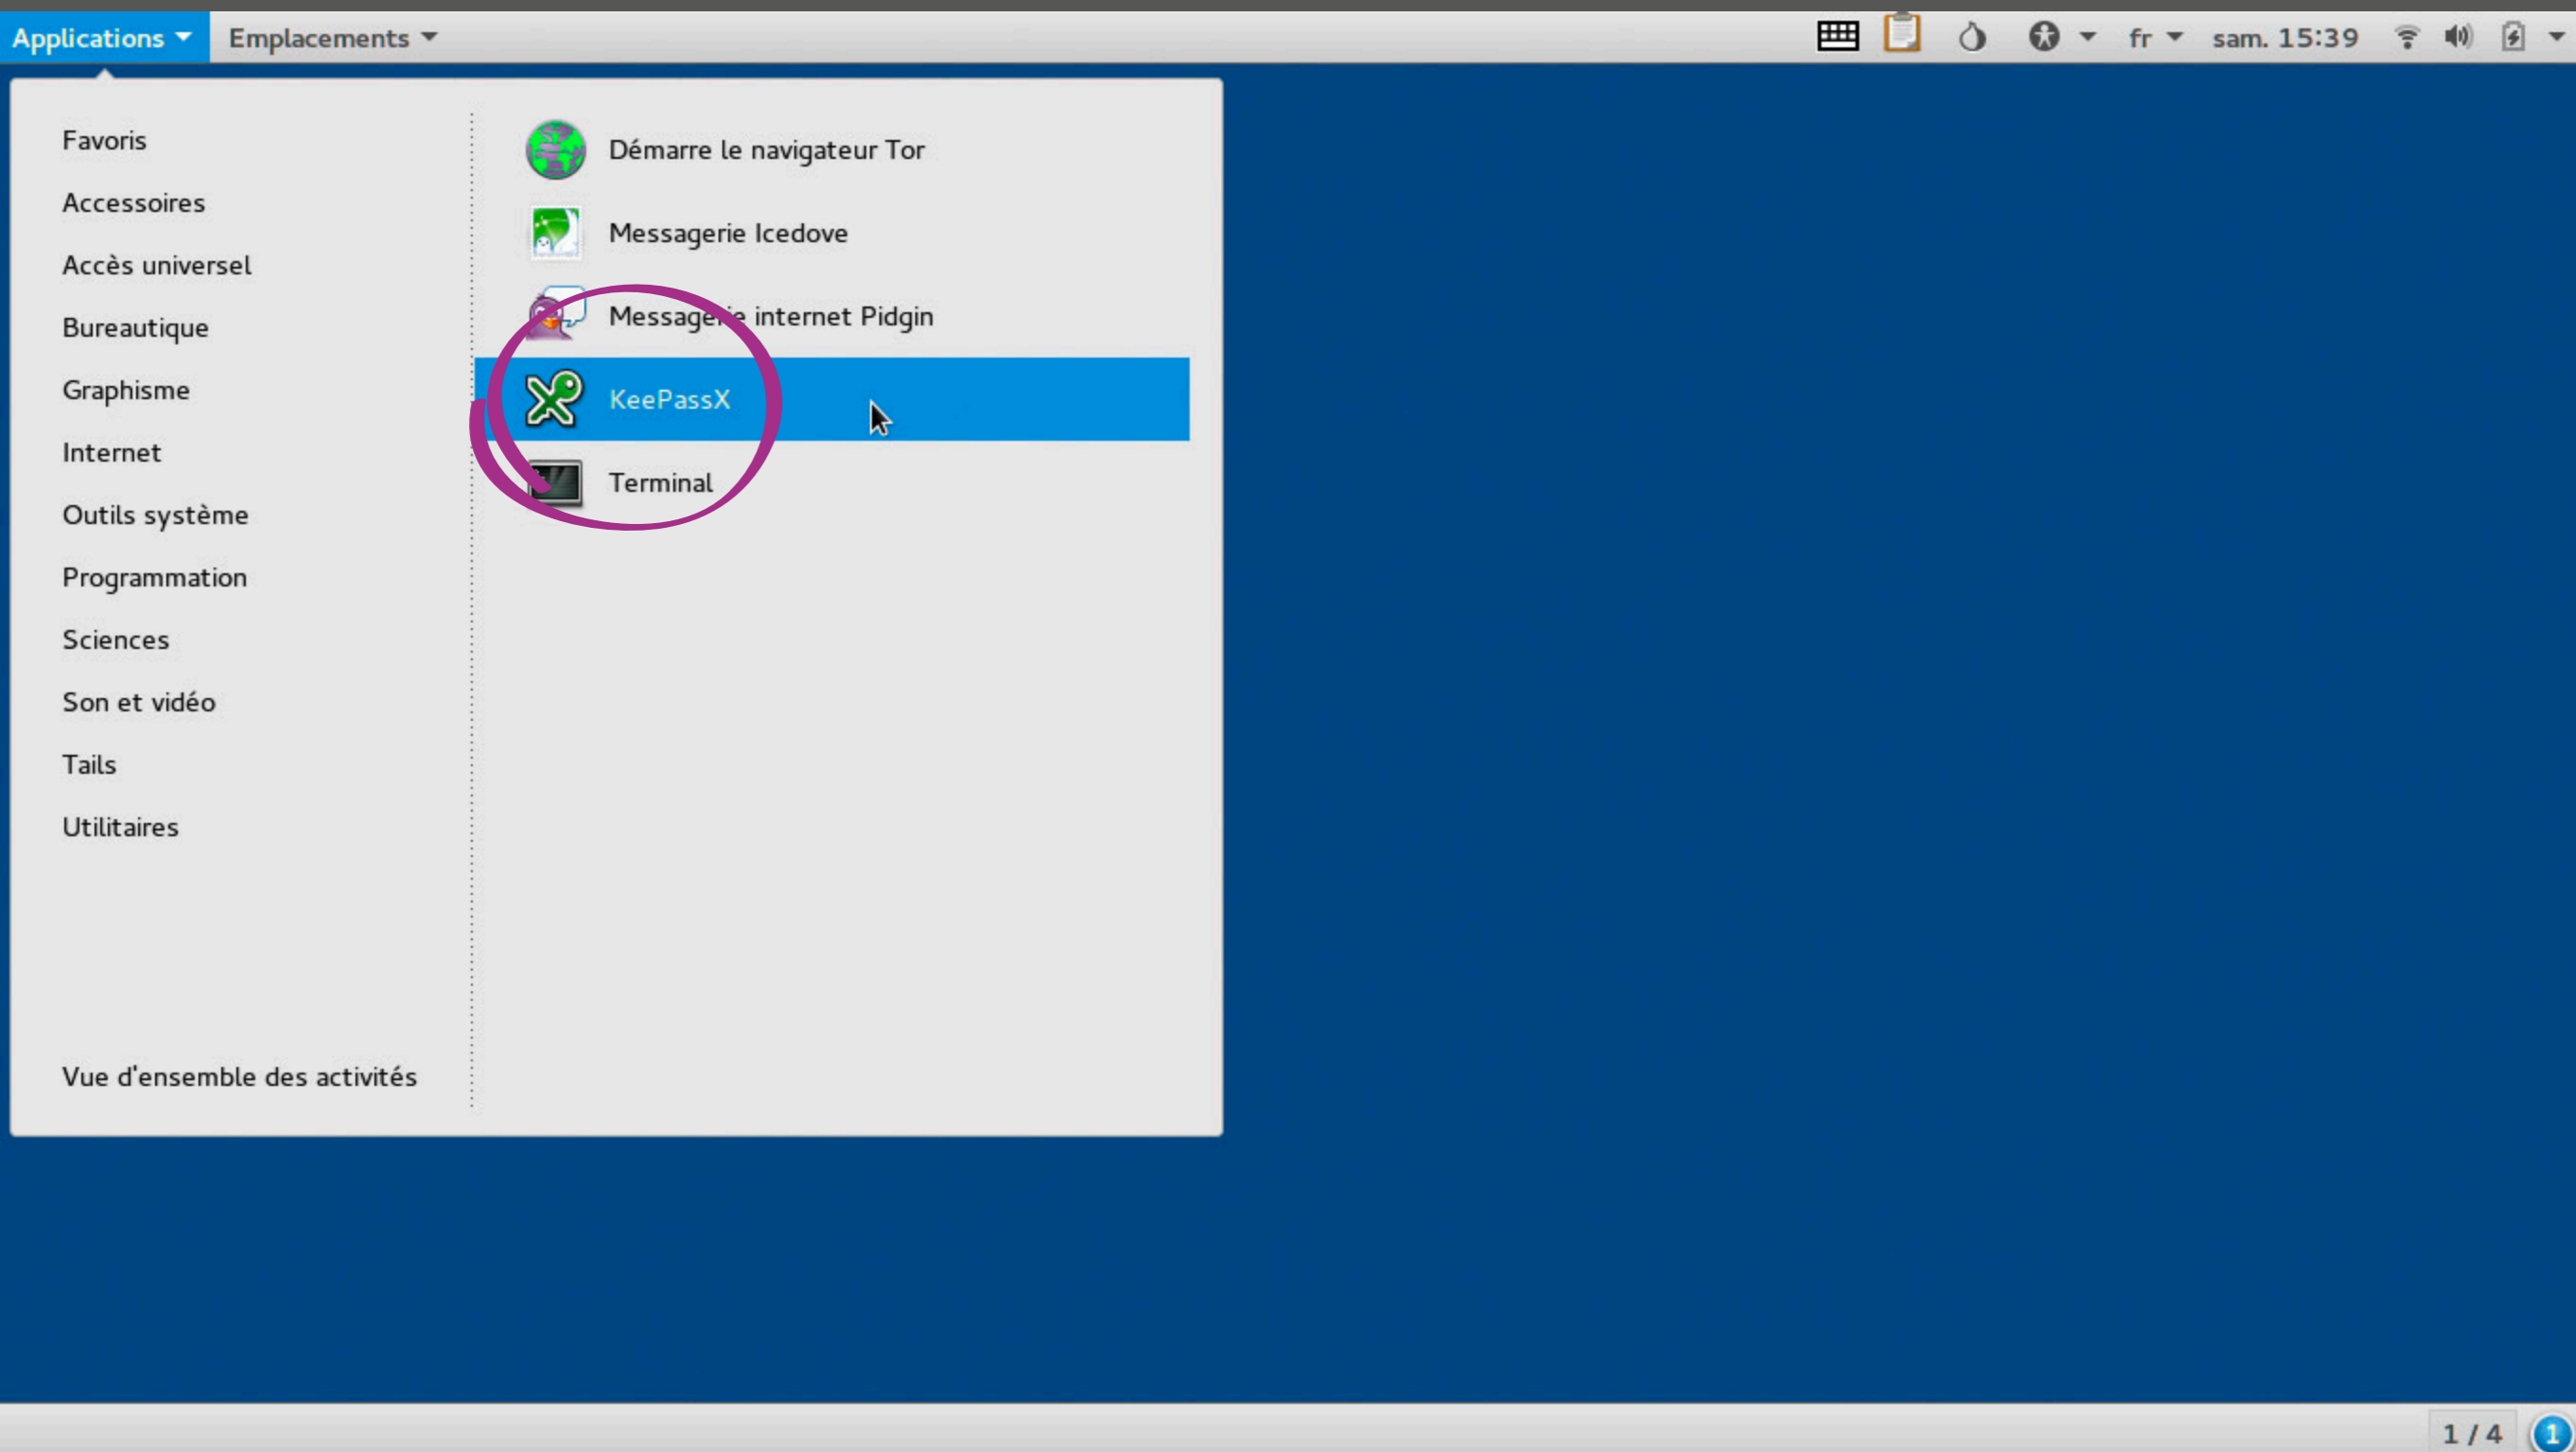 Applications Emplacements fr sam. 15:39
Favoris
Accessoires
Accès universel
Bureautique
Graphisme
Internet
Outils système
Programmation
Sciences
Son et vidéo
Tails
Utilitaires
Vue d'ensemble des activités
Démarre le navigateur Tor
Messagerie Icedove
Messagerie internet Pidgin
KeePassX
Terminal
1 / 4 1